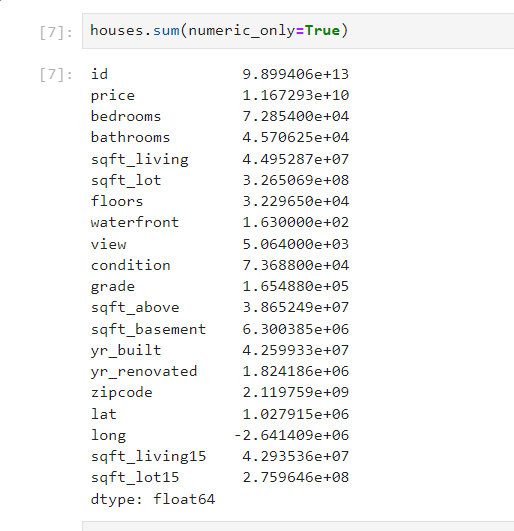 [7]: houses.sum(numeric_only=True)
[7]: id 9.899406e+13
price 1.167293e+10
bedrooms 7.285400e+04
bathrooms 4.570625e+04
sqft_living 4.495287e+07
sqft_lot 3.265069e+08
floors 3.229650e+04
waterfront 1.630000e+02
view 5.064000e+03
condition 7.368800e+04
grade 1.654880e+05
sqft_above 3.865249e+07
sqft_basement 6.300385e+06
yr_built 4.259933e+07
yr_renovated 1.824186e+06
zipcode 2.119759e+09
lat 1.027915e+06
long -2.641409e+06
sqft_living15 4.293536e+07
sqft_lot15 2.759646e+08
dtype: float64